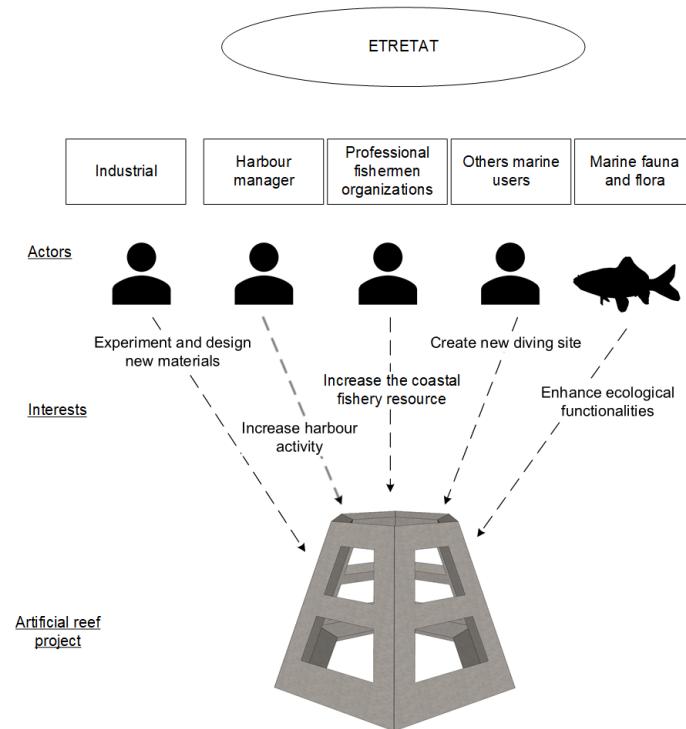 ETRETAT
Industrial
Harbour
manager
Professional
fishermen
organizations
Others marine
users
Marine fauna
and flora
Actors
Experiment and design
new materials
Create new diving site
Increase the coastal
fishery resource
Enhance ecological
functionalities
Interests
Increase harbour
activity
Artificial reef
project